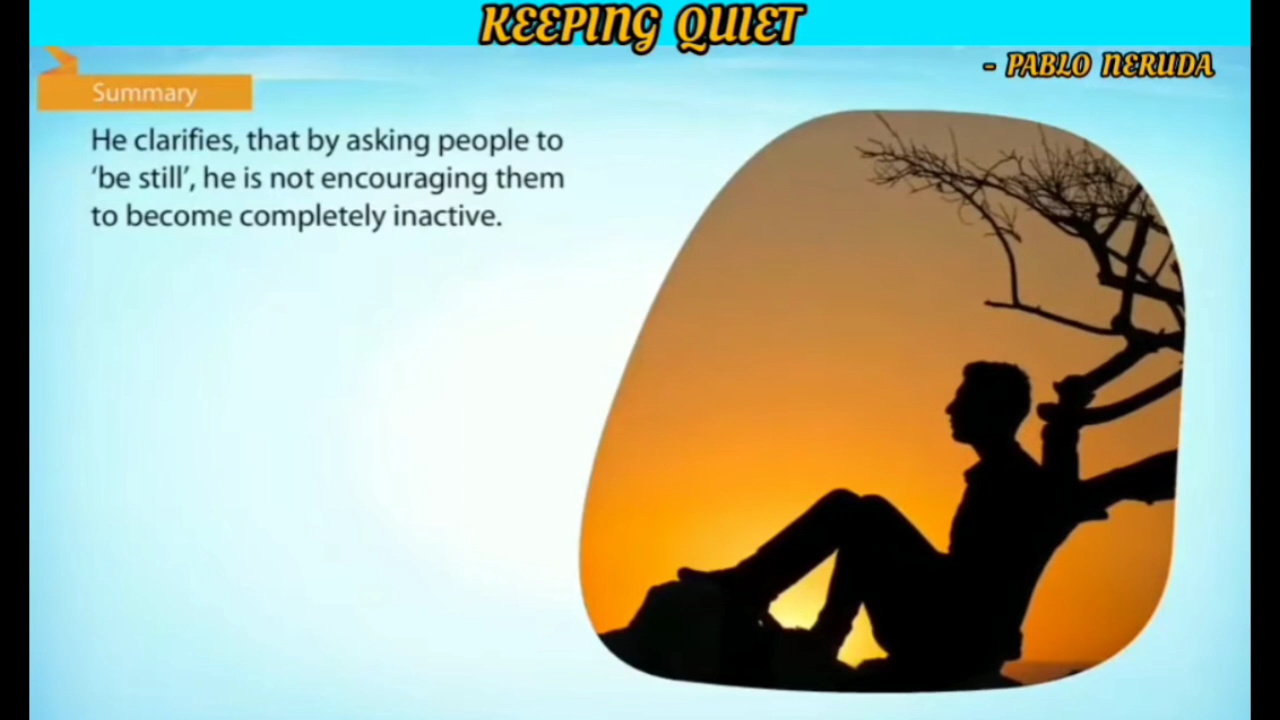 KEEPING QUIET
- PABLO NERUDA
Summary
He clarifies, that by asking people to
‘be still’, he is not encouraging them
to become completely inactive.